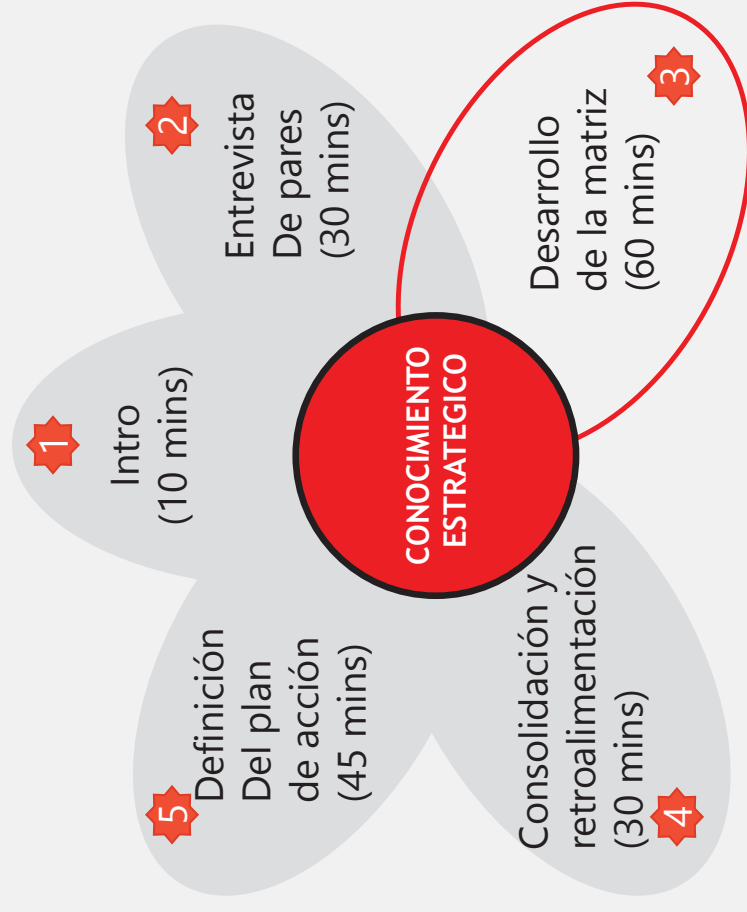 1
Intro
(10 mins)
2
Entrevista
De pares
(30 mins)
3
Desarrollo
de la matriz
(60 mins)
4
Consolidación y
retroalimentación
(30 mins)
5
Definición
Del plan
de acción
(45 mins)
CONOCIMIENTO
ESTRATEGICO